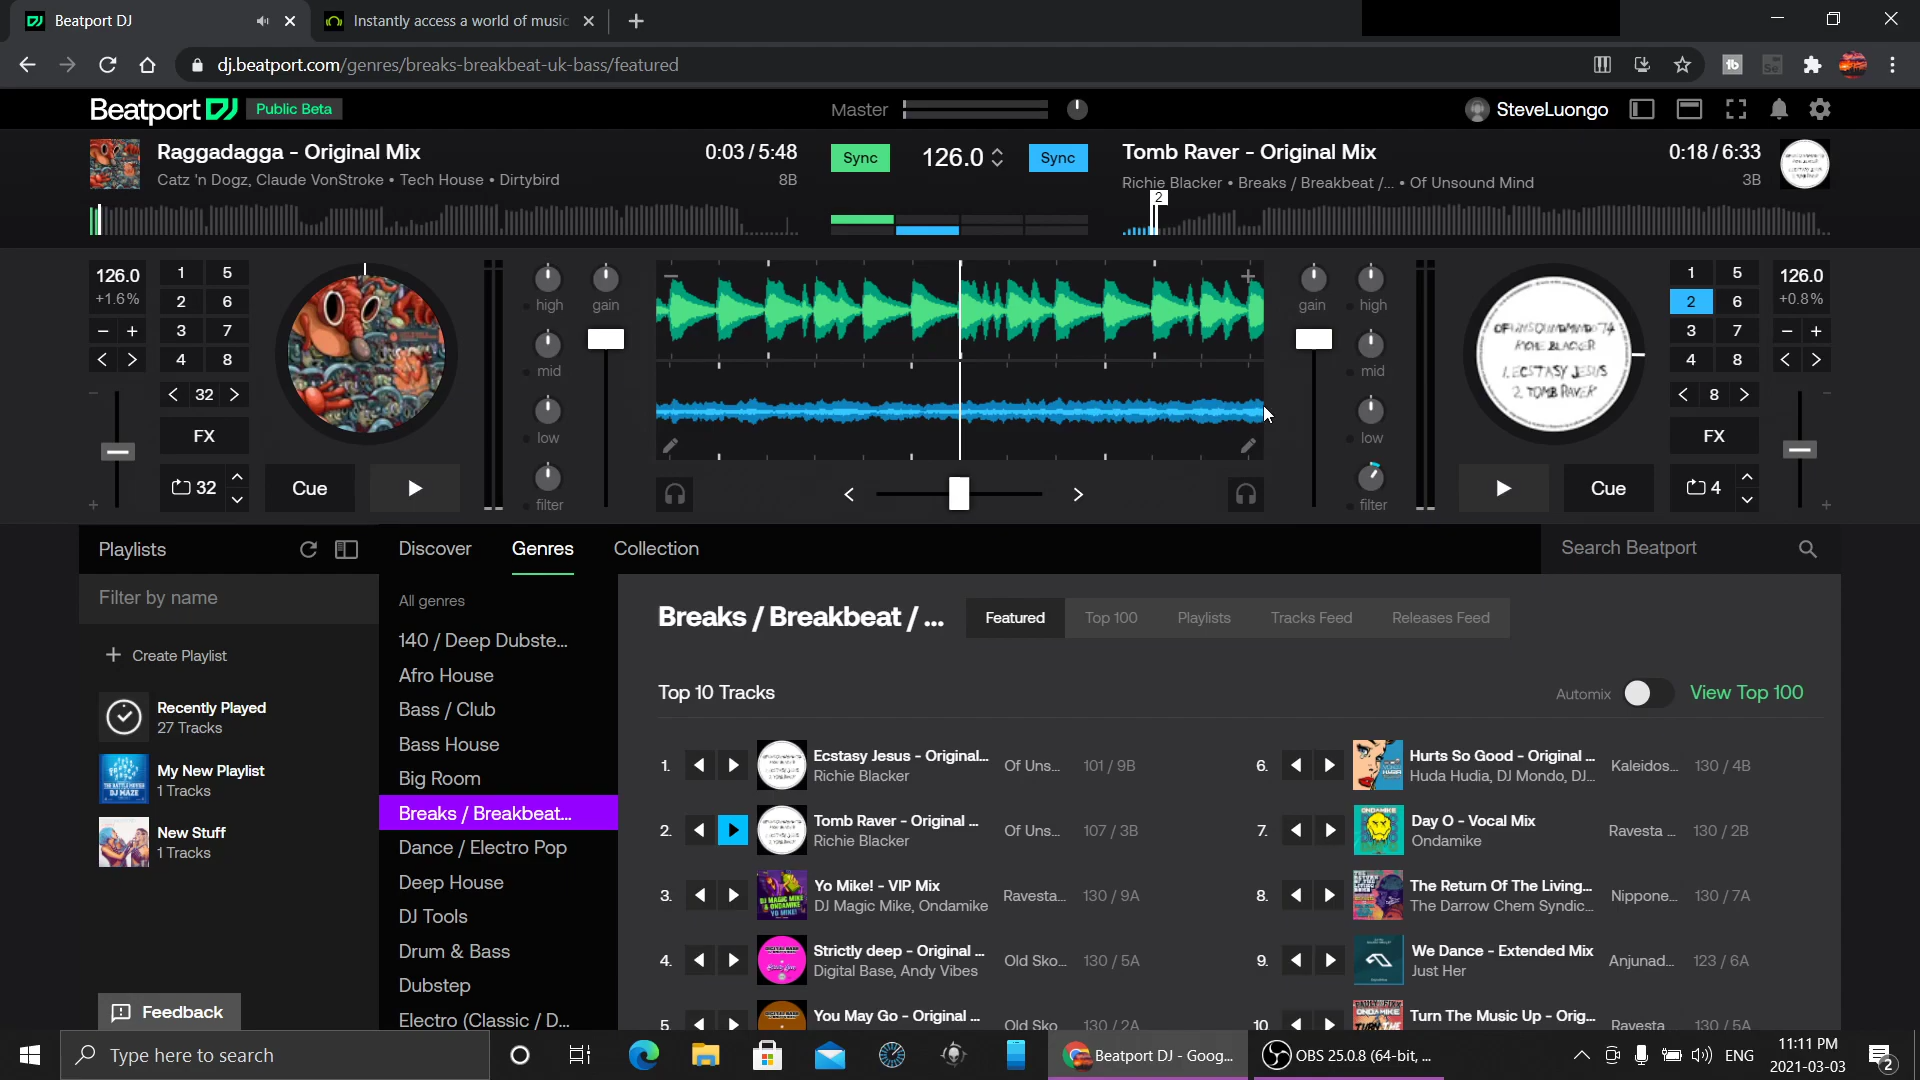 Beatport DJ
Instantly access a world of music
dj.beatport.com/genres/breaks-breakbeat-uk-bass/featured
Beatport DJ Public Beta
Master
SteveLuongo
Raggadagga - Original Mix
0:03 / 5:48
Catz 'n Dogz, Claude VonStroke • Tech House • Dirtybird
8B
Sync
126.0
Sync
Tomb Raver - Original Mix
0:18 / 6:33
Richie Blacker • Breaks / Breakbeat /... • Of Unsound Mind
3B
2
126.0
+1.6%
1 5
2 6
3 7
4 8
32
FX
32
Cue
high
mid
low
filter
gain
gain
high
mid
low
filter
OFUNSOUNDMIND074
RICHIE BLACKER
1. ECSTASY JESUS
2. TOMB RAVER
Cue
1 5
2 6
3 7
4 8
8
FX
4
126.0
+0.8%
Playlists
Filter by name
Create Playlist
Recently Played
27 Tracks
My New Playlist
1 Tracks
New Stuff
1 Tracks
Feedback
Discover
Genres
Collection
Search Beatport
All genres
140 / Deep Dubste...
Afro House
Bass / Club
Bass House
Big Room
Breaks / Breakbeat...
Dance / Electro Pop
Deep House
DJ Tools
Drum & Bass
Dubstep
Electro (Classic / D...
Breaks / Breakbeat / ...
Featured
Top 100
Playlists
Tracks Feed
Releases Feed
Top 10 Tracks
Automix
View Top 100
1. Ecstasy Jesus - Original... Of Uns... 101 / 9B
Richie Blacker
2. Tomb Raver - Original ... Of Uns... 107 / 3B
Richie Blacker
3. Yo Mike! - VIP Mix Ravesta... 130 / 9A
DJ Magic Mike, Ondamike
4. Strictly deep - Original ... Old Sko... 130 / 5A
Digital Base, Andy Vibes
5. You May Go - Original ... Old Sko 130 / 2A
6. Hurts So Good - Original ... Kaleidos... 130 / 4B
Huda Hudia, DJ Mondo, DJ...
7. Day O - Vocal Mix Ravesta ... 130 / 2B
Ondamike
8. The Return Of The Living... Nippone... 130 / 7A
The Darrow Chem Syndic...
9. We Dance - Extended Mix Anjunad... 123 / 6A
Just Her
10 Turn The Music Up - Orig... Ravesta 130 / 5A
Type here to search
Beatport DJ - Goog...
OBS 25.0.8 (64-bit, ...
ENG
11:11 PM
2021-03-03
2